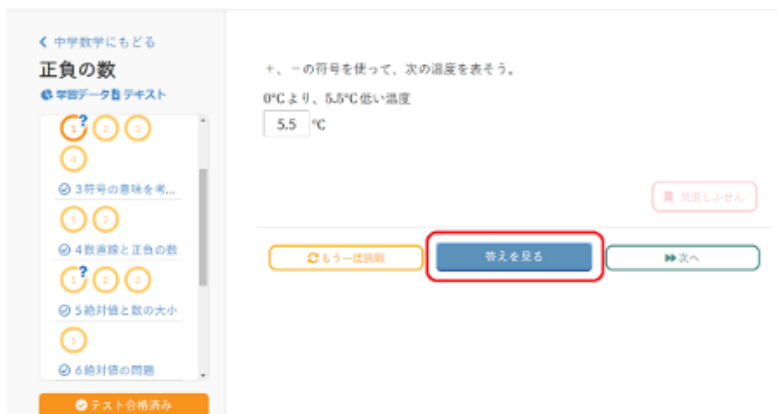 中学数学にもどる
正負の数
学習データ テキスト
1 ? 2 3
4
3符号の意味を考...
1 2
4数直線と正負の数
1 ? 2 3
5絶対値と数の大小
1
6絶対値の問題
テスト合格済み
+、-の符号を使って、次の温度を表そう。
0℃より、5.5℃低い温度
5.5 ℃
見直しふせん
もう一度挑戦 答えを見る 次へ